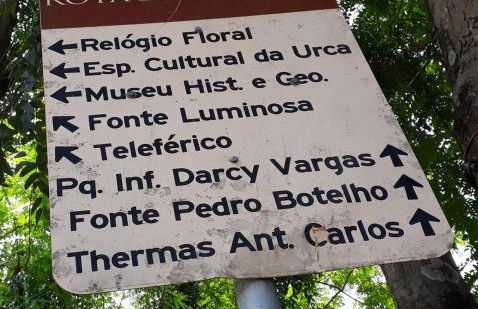 Relógio Floral
Esp. Cultural da Urca
Museu Hist. e Geo.
Fonte Luminosa
Teleférico
Pq. Inf. Darcy Vargas
Fonte Pedro Botelho
Thermas Ant. Carlos